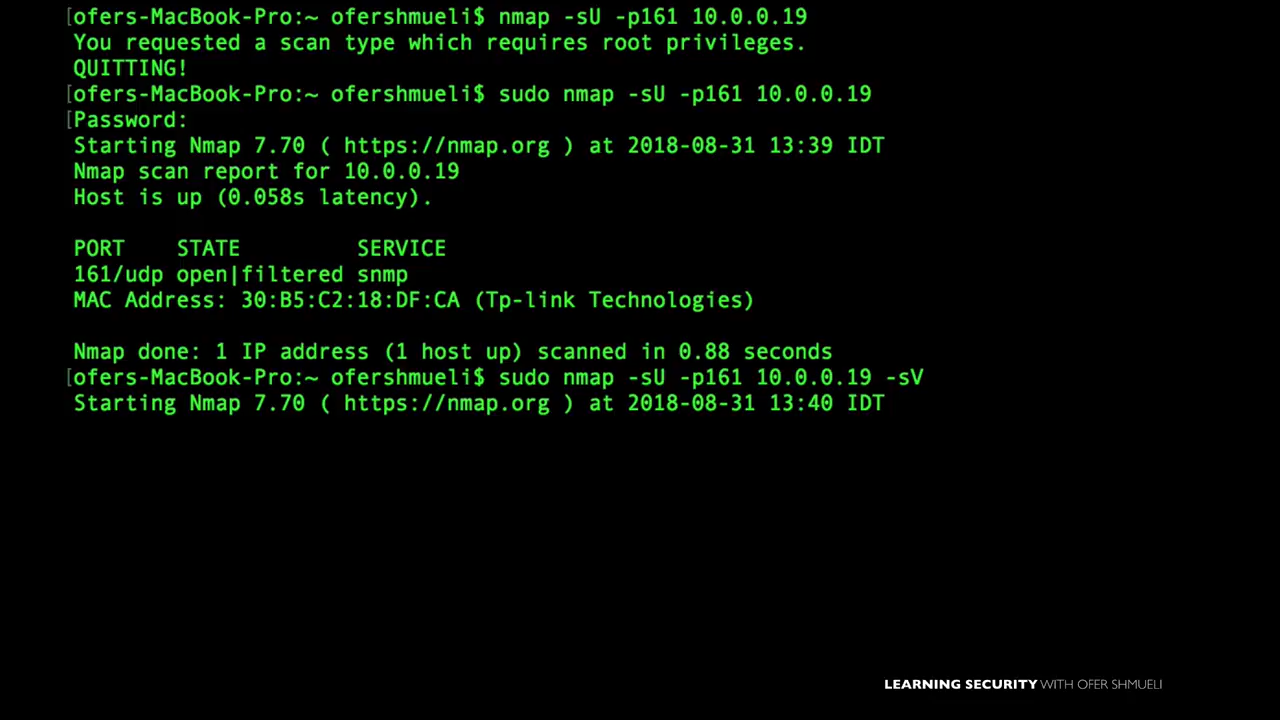 [ofers-MacBook-Pro:~ ofershmueli$ nmap -sU -p161 10.0.0.19
You requested a scan type which requires root privileges.
QUITTING!
[ofers-MacBook-Pro:~ ofershmueli$ sudo nmap -sU -p161 10.0.0.19
[Password:
Starting Nmap 7.70 ( https://nmap.org ) at 2018-08-31 13:39 IDT
Nmap scan report for 10.0.0.19
Host is up (0.058s latency).
PORT    STATE         SERVICE
161/udp open|filtered snmp
MAC Address: 30:B5:C2:18:DF:CA (Tp-link Technologies)
Nmap done: 1 IP address (1 host up) scanned in 0.88 seconds
[ofers-MacBook-Pro:~ ofershmueli$ sudo nmap -sU -p161 10.0.0.19 -sV
Starting Nmap 7.70 ( https://nmap.org ) at 2018-08-31 13:40 IDT
LEARNING SECURITY WITH OFER SHMUELI